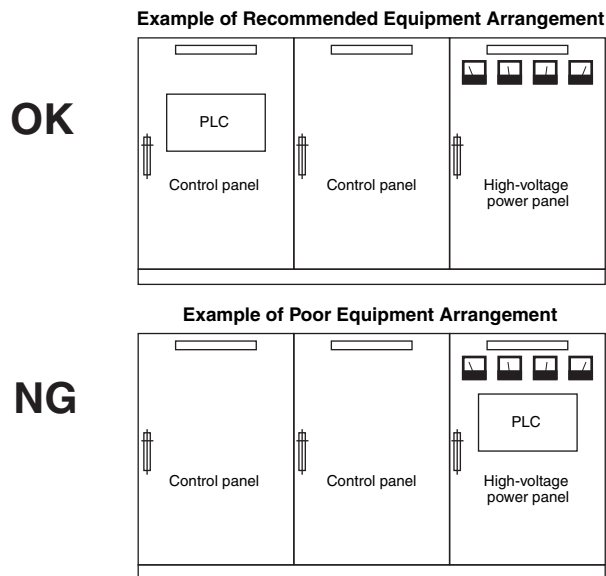 Example of Recommended Equipment Arrangement
OK
PLC
Control panel
Control panel
High-voltage
power panel
Example of Poor Equipment Arrangement
NG
PLC
Control panel
Control panel
High-voltage
power panel